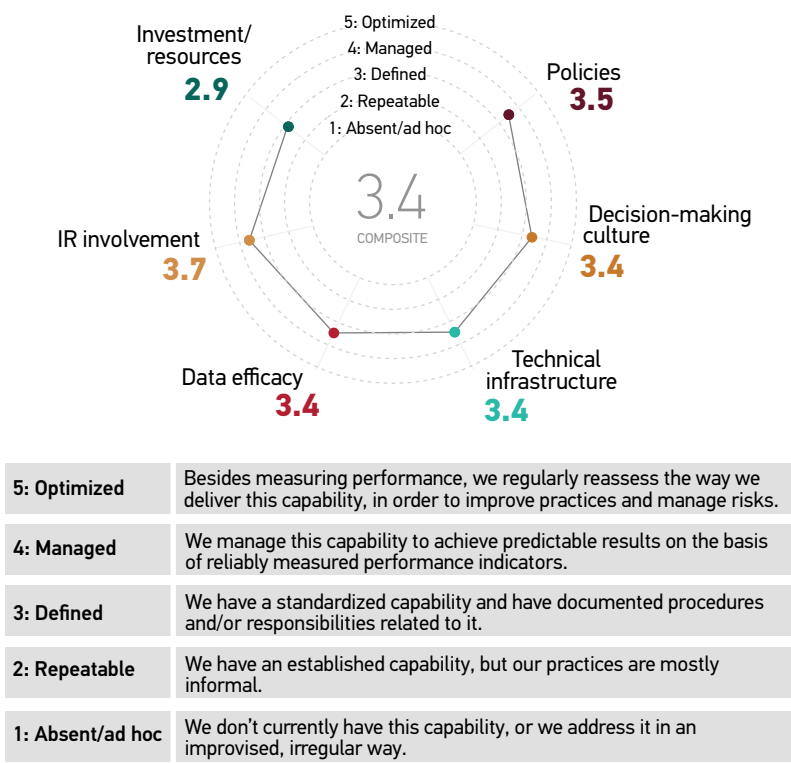 5: Optimized
4: Managed
3: Defined
2: Repeatable
1: Absent/ad hoc
Investment/
resources
2.9
Policies
3.5
3.4
COMPOSITE
IR involvement
3.7
Decision-making
culture
3.4
Data efficacy
3.4
Technical
infrastructure
3.4
5: Optimized
Besides measuring performance, we regularly reassess the way we
deliver this capability, in order to improve practices and manage risks.
4: Managed
We manage this capability to achieve predictable results on the basis
of reliably measured performance indicators.
3: Defined
We have a standardized capability and have documented procedures
and/or responsibilities related to it.
2: Repeatable
We have an established capability, but our practices are mostly
informal.
1: Absent/ad hoc
We don’t currently have this capability, or we address it in an
improvised, irregular way.